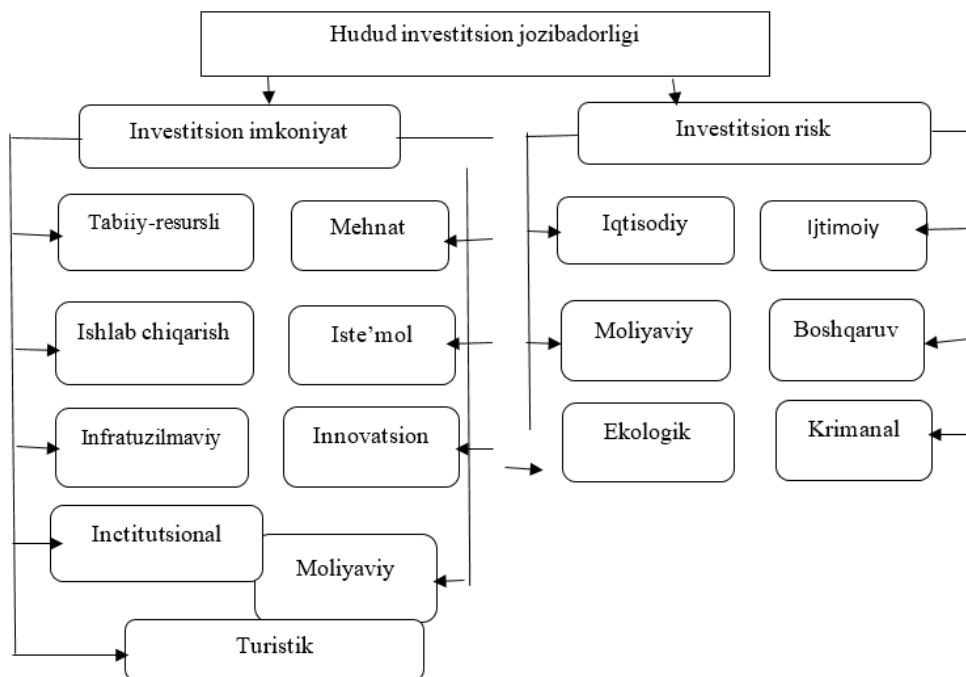 Hudud investitsion jozibadorligi
Investitsion imkoniyat
Investitsion risk
Tabiiy-resursli
Mehnat
Iqtisodiy
Ijtimoiy
Ishlab chiqarish
Iste’mol
Moliyaviy
Boshqaruv
Infratuzilmaviy
Innovatsion
Ekologik
Krimanal
Inctitutsional
Moliyaviy
Turistik